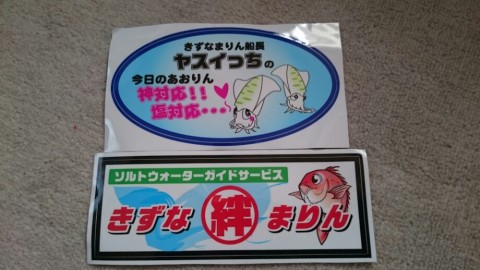 きずなまりん船長
ヤスイっちの
今日のあおりん
神対応!!
塩対応・・・
ソルトウォーターガイドサービス
きずな 絆 まりん